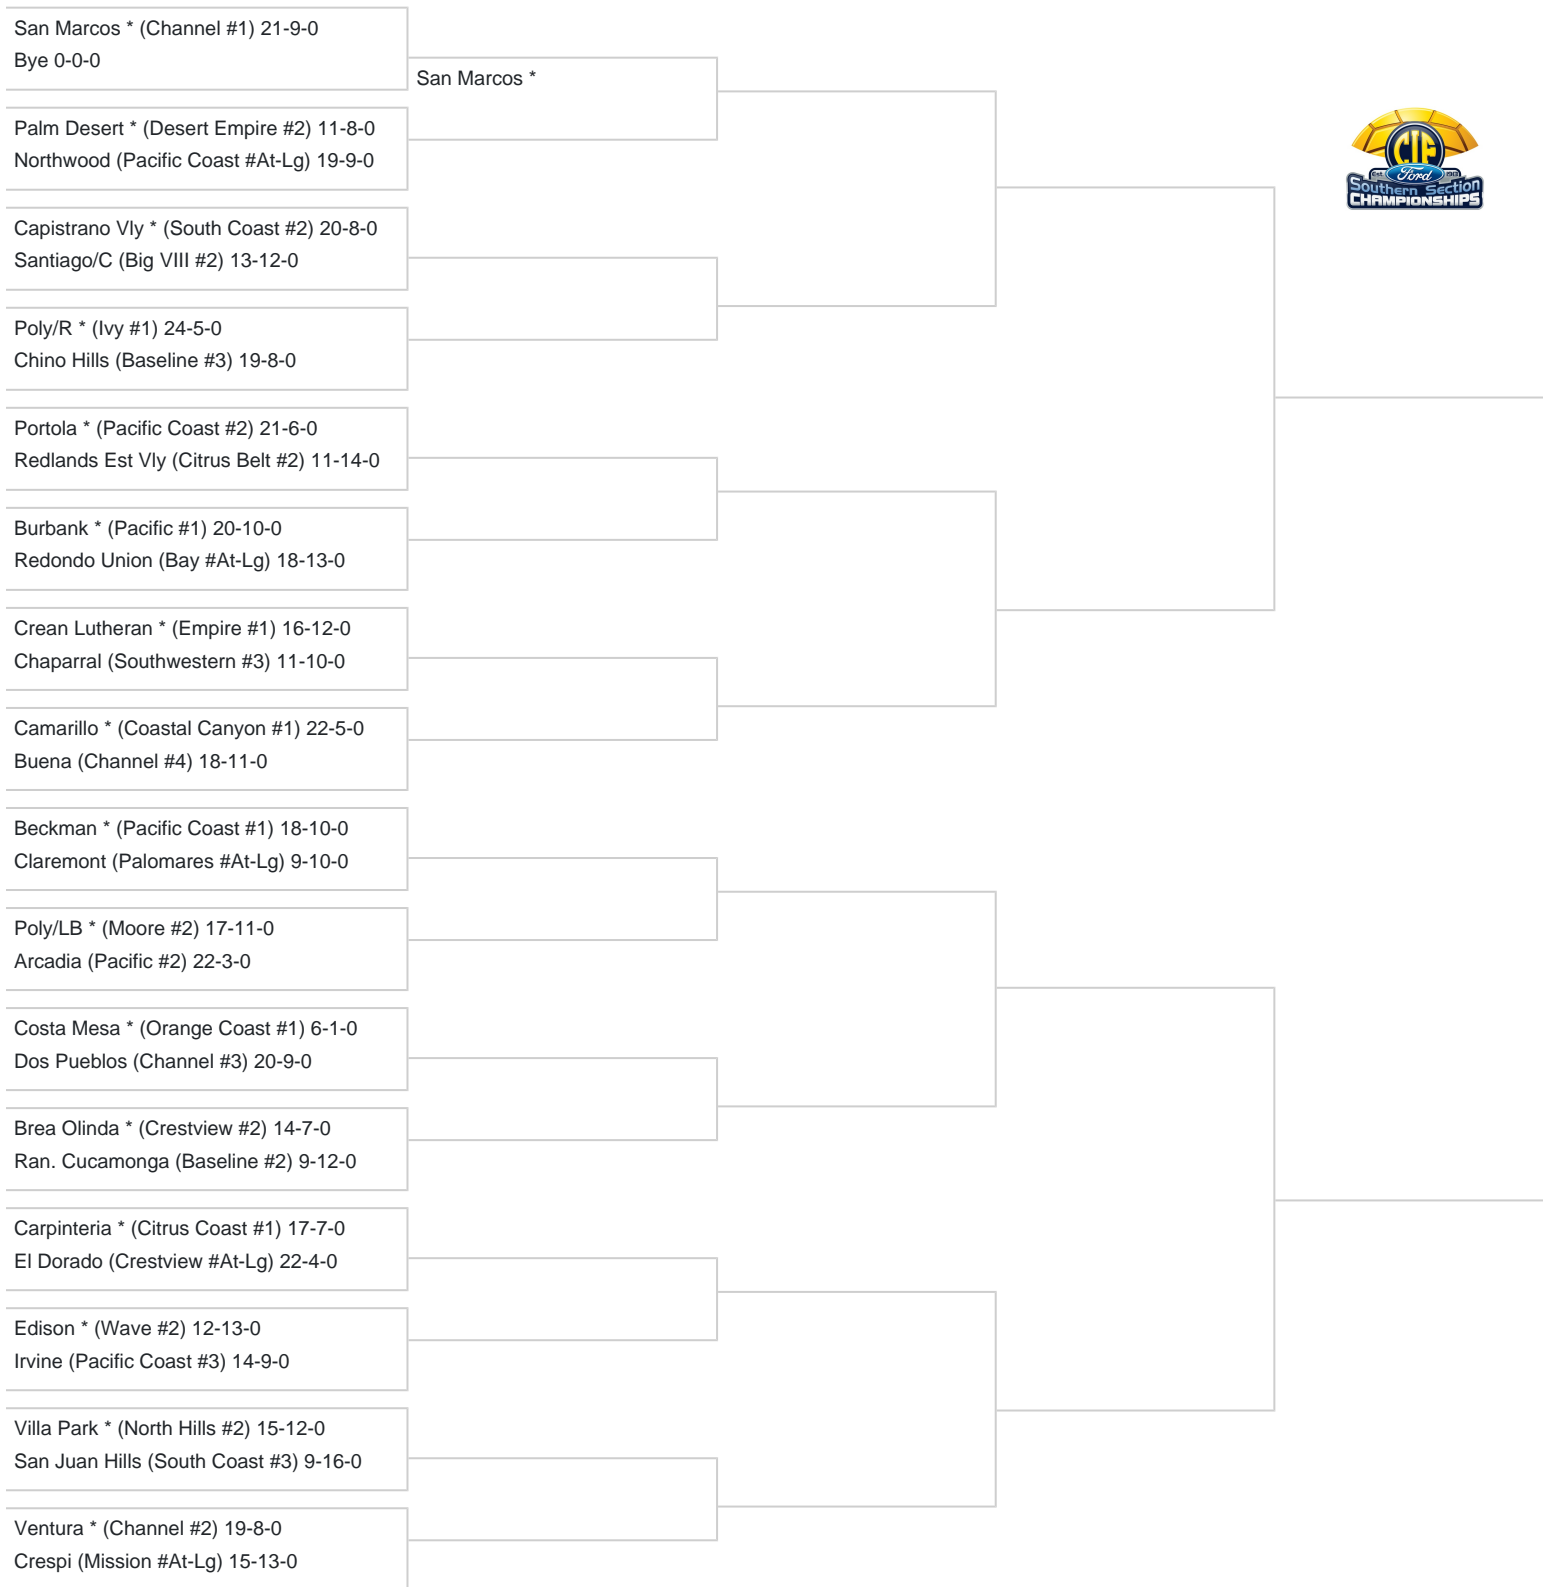 San Marcos * (Channel #1) 21-9-0
Bye 0-0-0
San Marcos *
Palm Desert * (Desert Empire #2) 11-8-0
Northwood (Pacific Coast #At-Lg) 19-9-0
CIF
Est 1913
Ford
Southern Section
CHAMPIONSHIPS
Capistrano Vly * (South Coast #2) 20-8-0
Santiago/C (Big VIII #2) 13-12-0
Poly/R * (Ivy #1) 24-5-0
Chino Hills (Baseline #3) 19-8-0
Portola * (Pacific Coast #2) 21-6-0
Redlands Est Vly (Citrus Belt #2) 11-14-0
Burbank * (Pacific #1) 20-10-0
Redondo Union (Bay #At-Lg) 18-13-0
Crean Lutheran * (Empire #1) 16-12-0
Chaparral (Southwestern #3) 11-10-0
Camarillo * (Coastal Canyon #1) 22-5-0
Buena (Channel #4) 18-11-0
Beckman * (Pacific Coast #1) 18-10-0
Claremont (Palomares #At-Lg) 9-10-0
Poly/LB * (Moore #2) 17-11-0
Arcadia (Pacific #2) 22-3-0
Costa Mesa * (Orange Coast #1) 6-1-0
Dos Pueblos (Channel #3) 20-9-0
Brea Olinda * (Crestview #2) 14-7-0
Ran. Cucamonga (Baseline #2) 9-12-0
Carpinteria * (Citrus Coast #1) 17-7-0
El Dorado (Crestview #At-Lg) 22-4-0
Edison * (Wave #2) 12-13-0
Irvine (Pacific Coast #3) 14-9-0
Villa Park * (North Hills #2) 15-12-0
San Juan Hills (South Coast #3) 9-16-0
Ventura * (Channel #2) 19-8-0
Crespi (Mission #At-Lg) 15-13-0